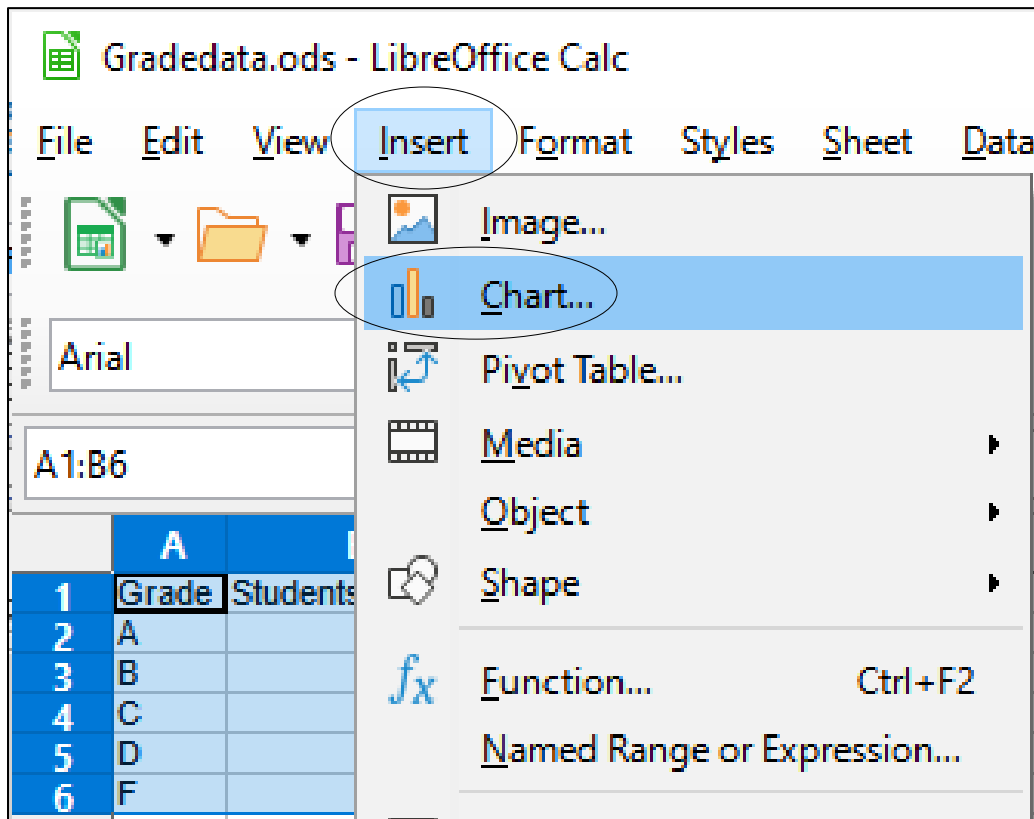 Gradedata.ods - LibreOffice Calc
File Edit View Insert Format Styles Sheet Data
Image...
Chart...
Arial
Pivot Table...
Media
A1:B6
Object
A
Shape
1 Grade Students
2 A
3 B
4 C
5 D
6 F
Function... Ctrl+F2
Named Range or Expression...